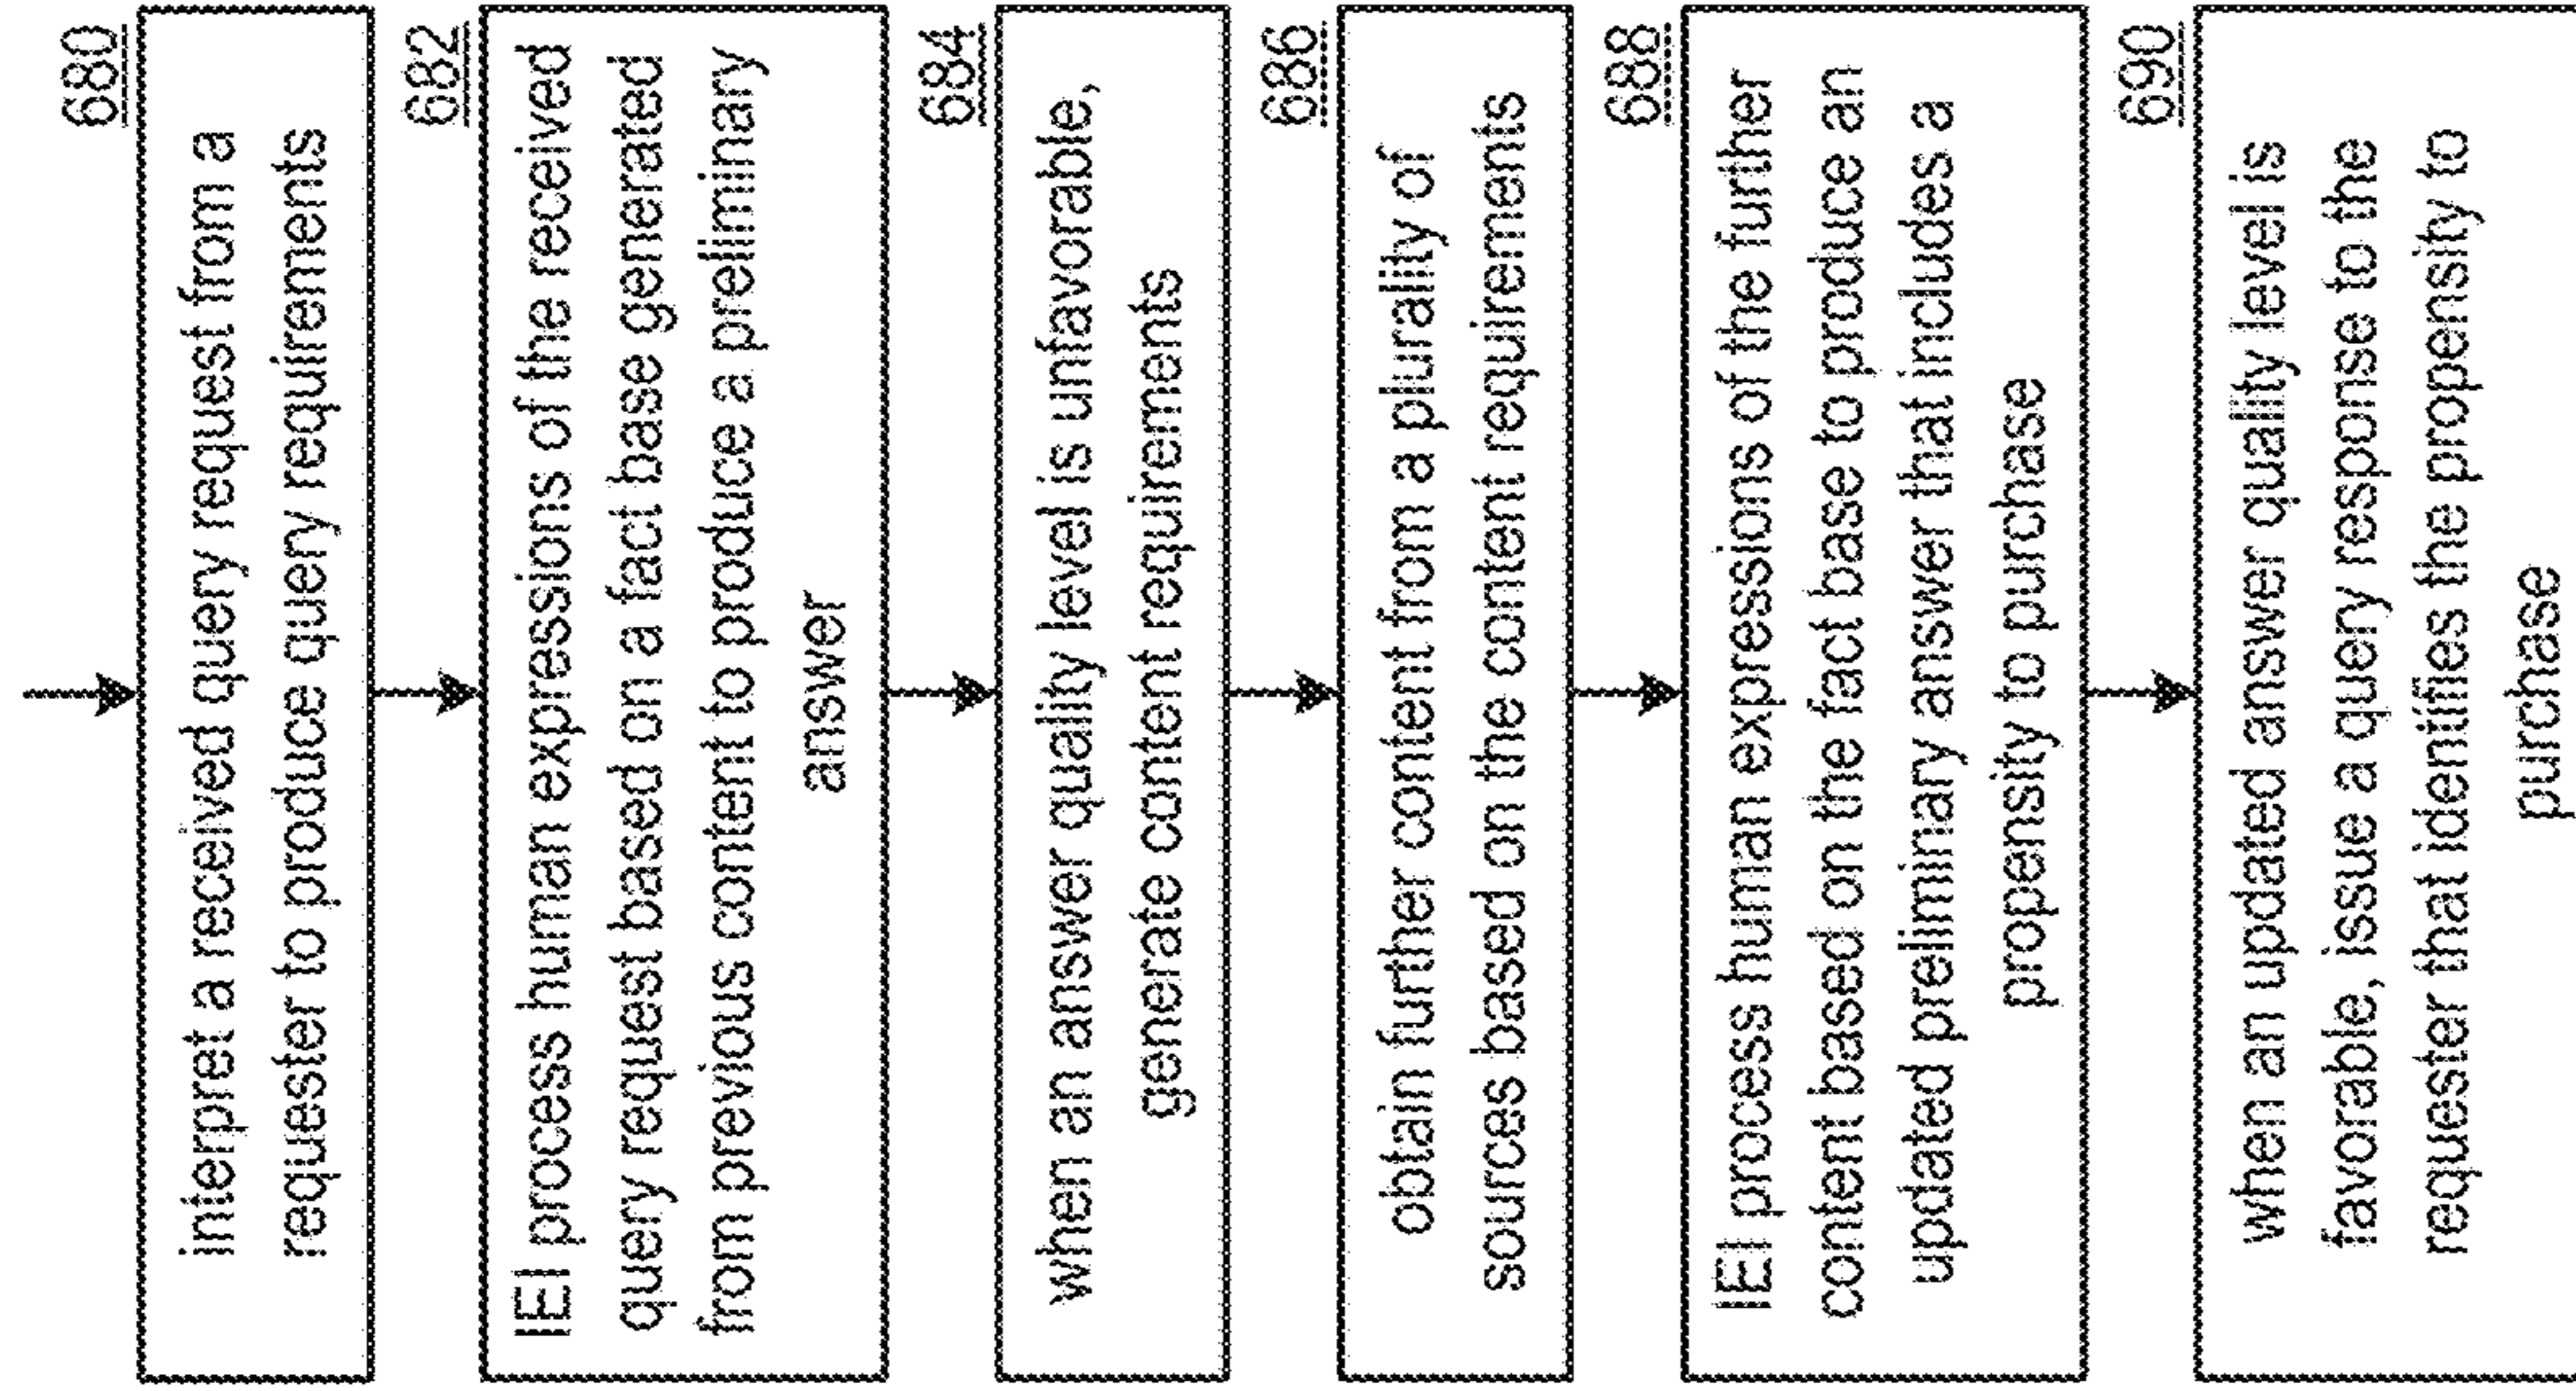 680
interpret a received query request from a
requester to produce query requirements
682
IEI process human expressions of the received
query request based on a fact base generated
from previous content to produce a preliminary
answer
684
when an answer quality level is unfavorable,
generate content requirements
686
obtain further content from a plurality of
sources based on the content requirements
688
IEI process human expressions of the further
content based on the fact base to produce an
updated preliminary answer that includes a
propensity to purchase
690
when an updated answer quality level is
favorable, issue a query response to the
requester that identifies the propensity to
purchase